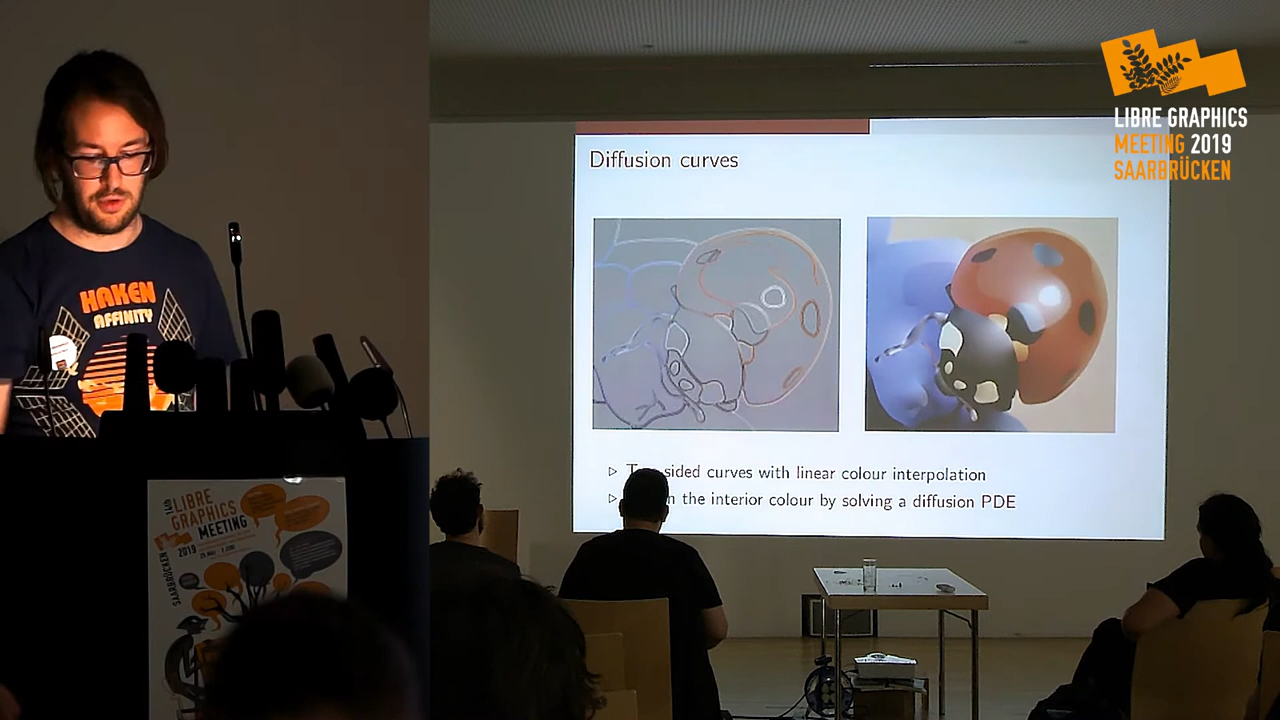 LIBRE GRAPHICS
MEETING 2019
SAARBRÜCKEN
Diffusion curves
sided curves with linear colour interpolation
the interior colour by solving a diffusion PDE
HAKEN
AFFINITY
LIBRE
GRAPHICS
MEETING
2019
SAARBRÜCKEN